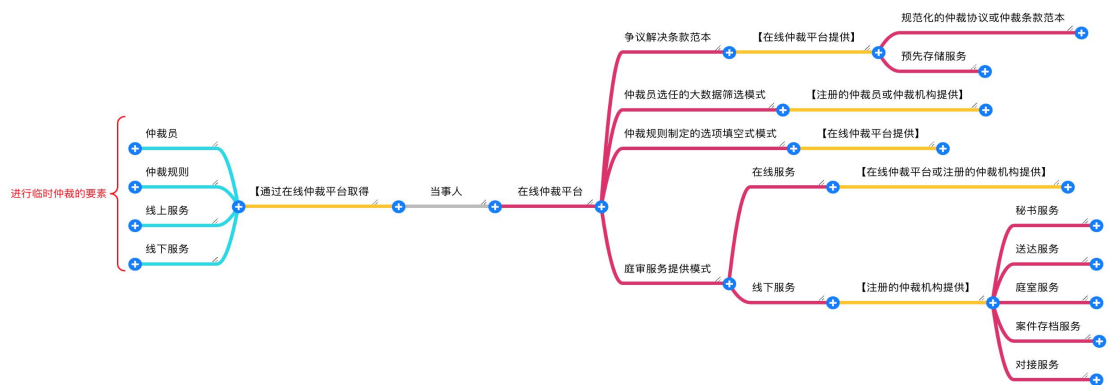 进行临时仲裁的要素
仲裁员
仲裁规则
线上服务
线下服务
【通过在线仲裁平台取得
当事人
在线仲裁平台
争议解决条款范本
【在线仲裁平台提供】
规范化的仲裁协议或仲裁条款范本
预先存储服务
仲裁员选任的大数据筛选模式
【注册的仲裁员或仲裁机构提供】
仲裁规则制定的选项填空式模式
【在线仲裁平台提供】
庭审服务提供模式
在线服务
【在线仲裁平台或注册的仲裁机构提供】
线下服务
【注册的仲裁机构提供】
秘书服务
送达服务
庭室服务
案件存档服务
对接服务